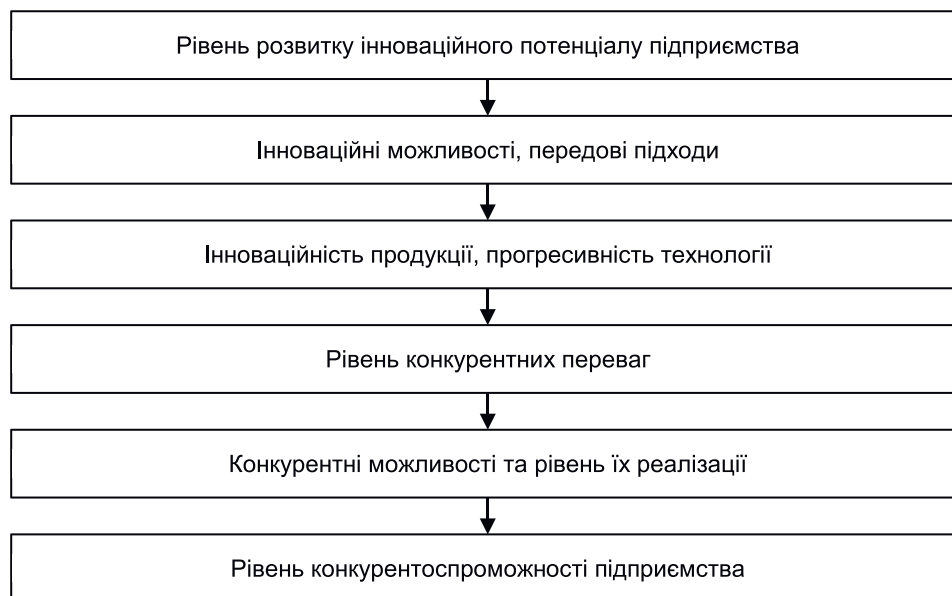 Рівень розвитку інноваційного потенціалу підприємства
Інноваційні можливості, передові підходи
Інноваційність продукції, прогресивність технології
Рівень конкурентних переваг
Конкурентні можливості та рівень їх реалізації
Рівень конкурентоспроможності підприємства